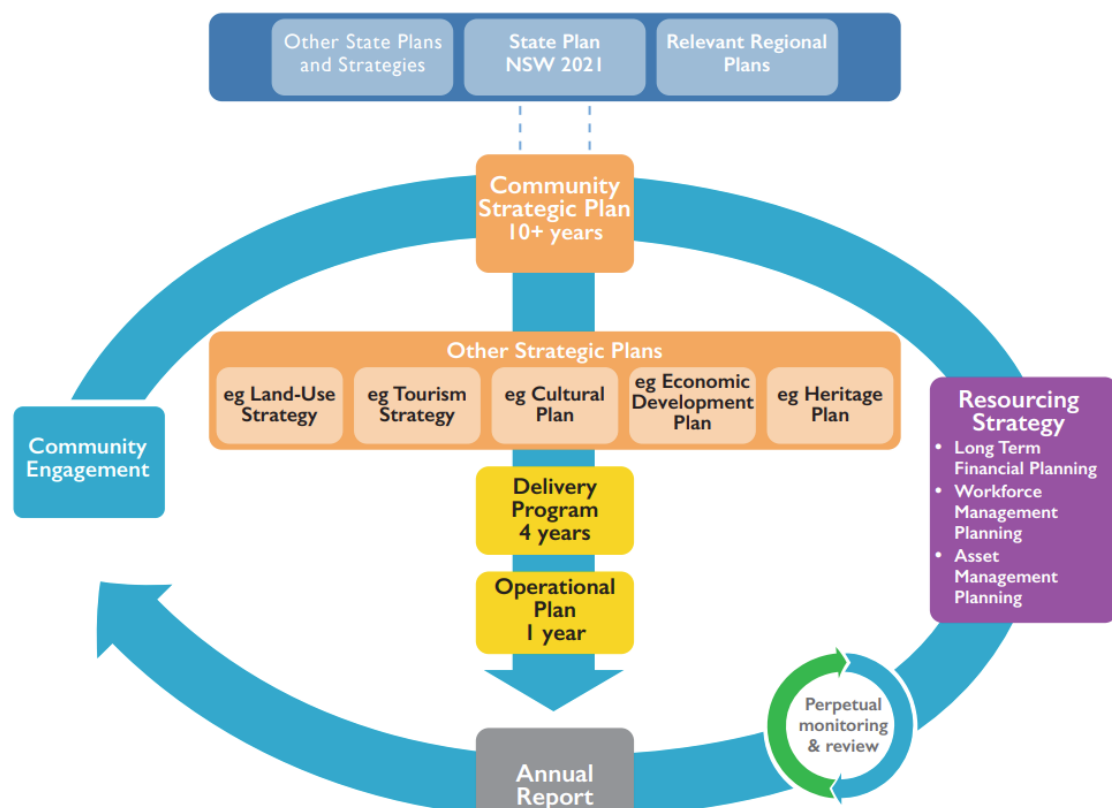 Other State Plans
and Strategies
State Plan
NSW 2021
Relevant Regional
Plans
Community
Strategic Plan
10+ years
Other Strategic Plans
eg Land-Use
Strategy
eg Tourism
Strategy
eg Cultural
Plan
eg Economic
Development
Plan
eg Heritage
Plan
Community
Engagement
Resourcing
Strategy
• Long Term
Financial Planning
• Workforce
Management
Planning
• Asset
Management
Planning
Delivery
Program
4 years
Operational
Plan
1 year
Perpetual
monitoring
& review
Annual
Report